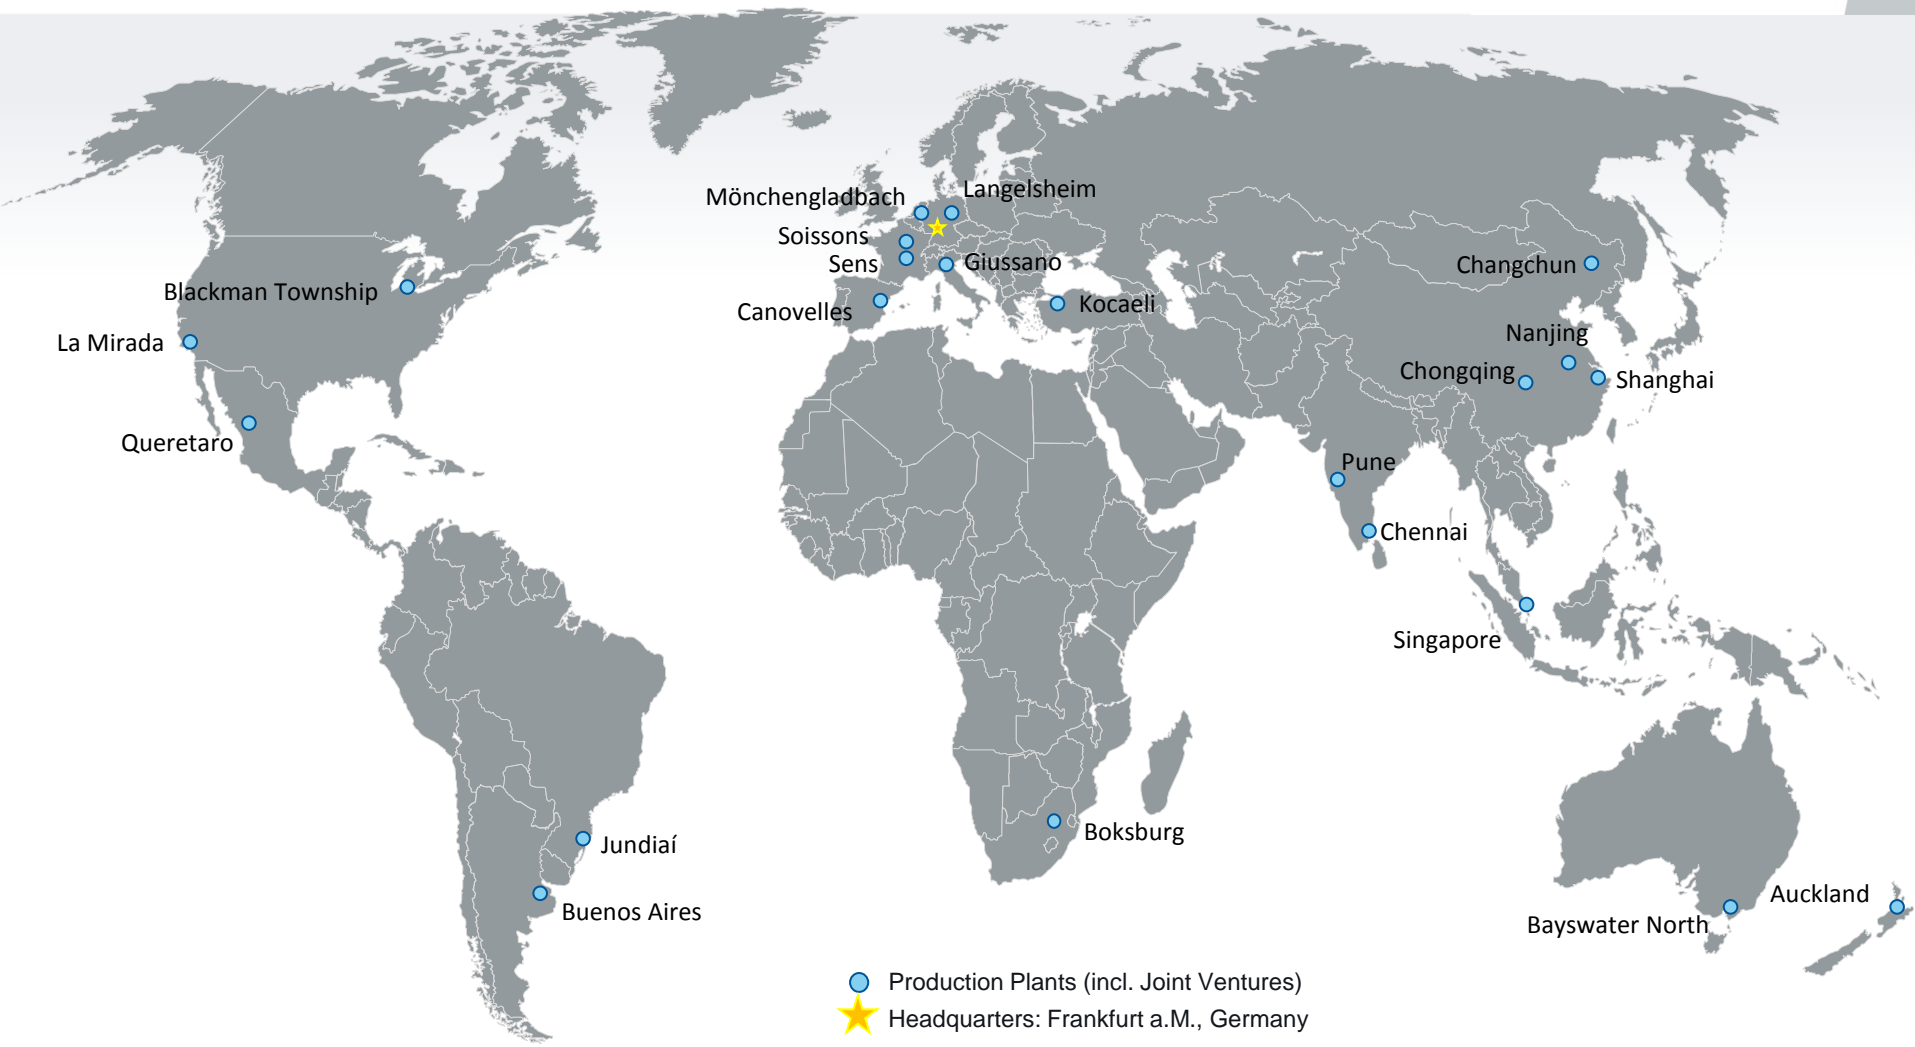 Mönchengladbach
Langelsheim
Soissons
Sens
Giussano
Changchun
Blackman Township
Canovelles
Kocaeli
La Mirada
Nanjing
Chongqing
Shanghai
Queretaro
Pune
Chennai
Singapore
Boksburg
Jundiaí
Buenos Aires
Auckland
Bayswater North
Production Plants (incl. Joint Ventures)
Headquarters: Frankfurt a.M., Germany